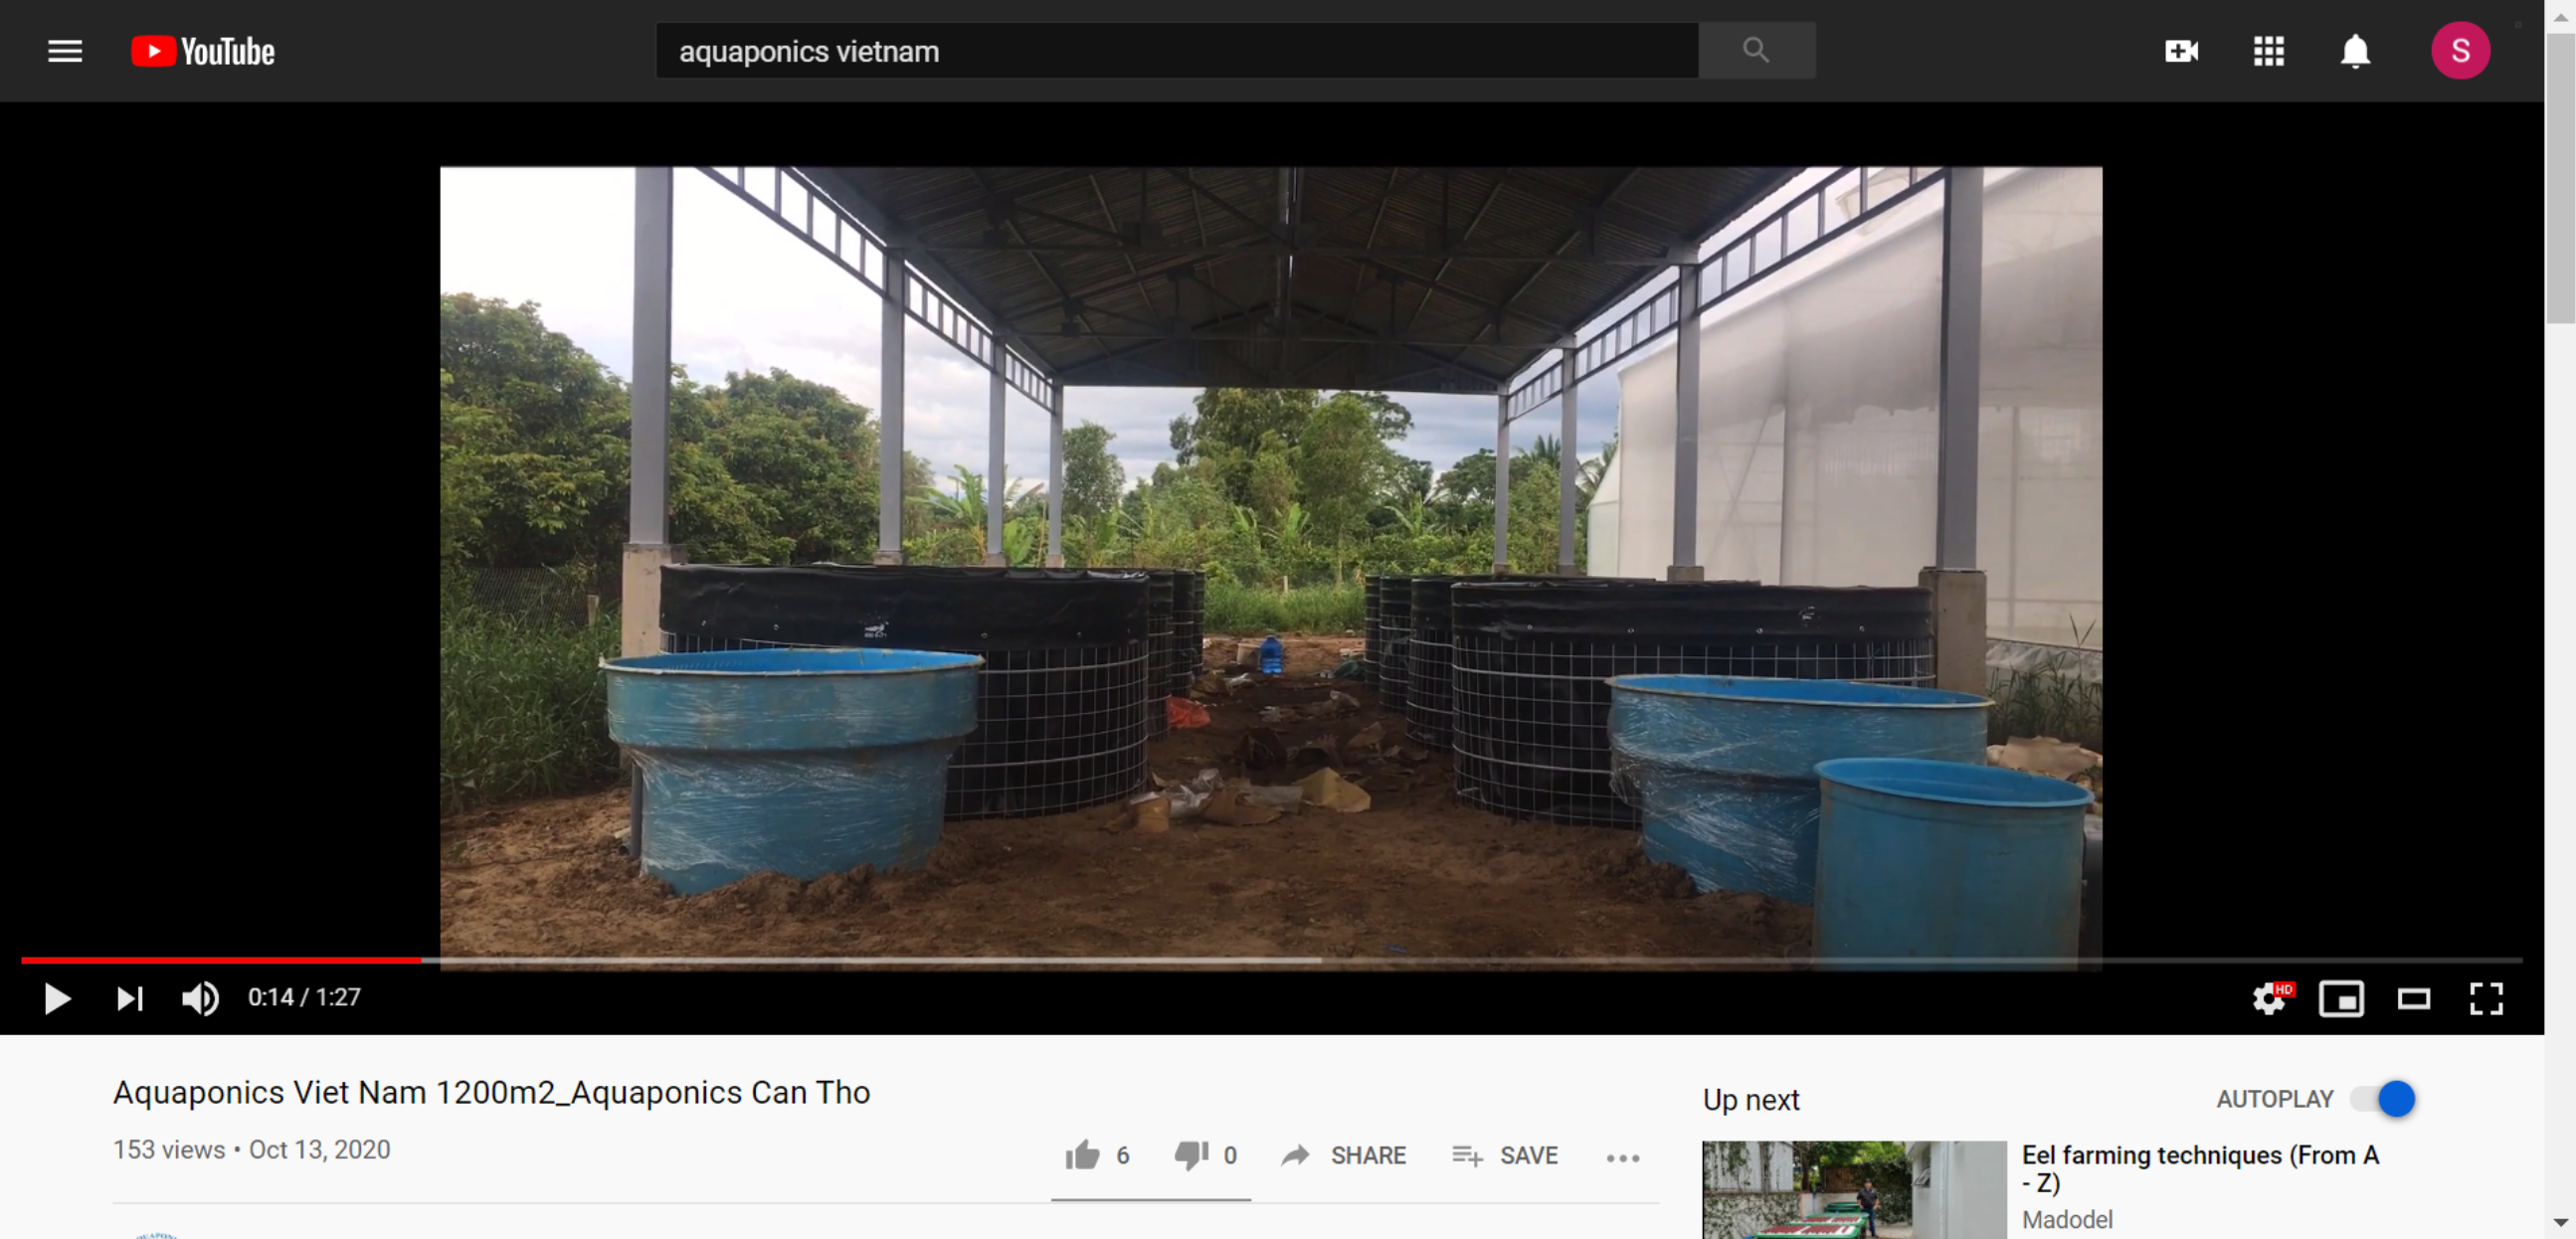 YouTube
aquaponics vietnam
S
0:14 / 1:27
HD
Aquaponics Viet Nam 1200m2_Aquaponics Can Tho
153 views • Oct 13, 2020
6
0
SHARE
SAVE
Up next
AUTOPLAY
Eel farming techniques (From A
- Z)
Madodel